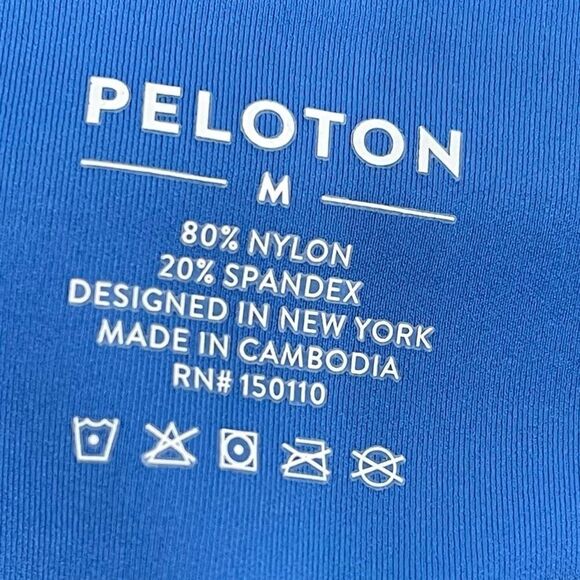 PELOTON
M
80% NYLON
20% SPANDEX
DESIGNED IN NEW YORK
MADE IN CAMBODIA
RN# 150110